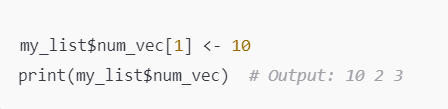 my_list$num_vec[1] <- 10
print(my_list$num_vec)  # Output: 10 2 3